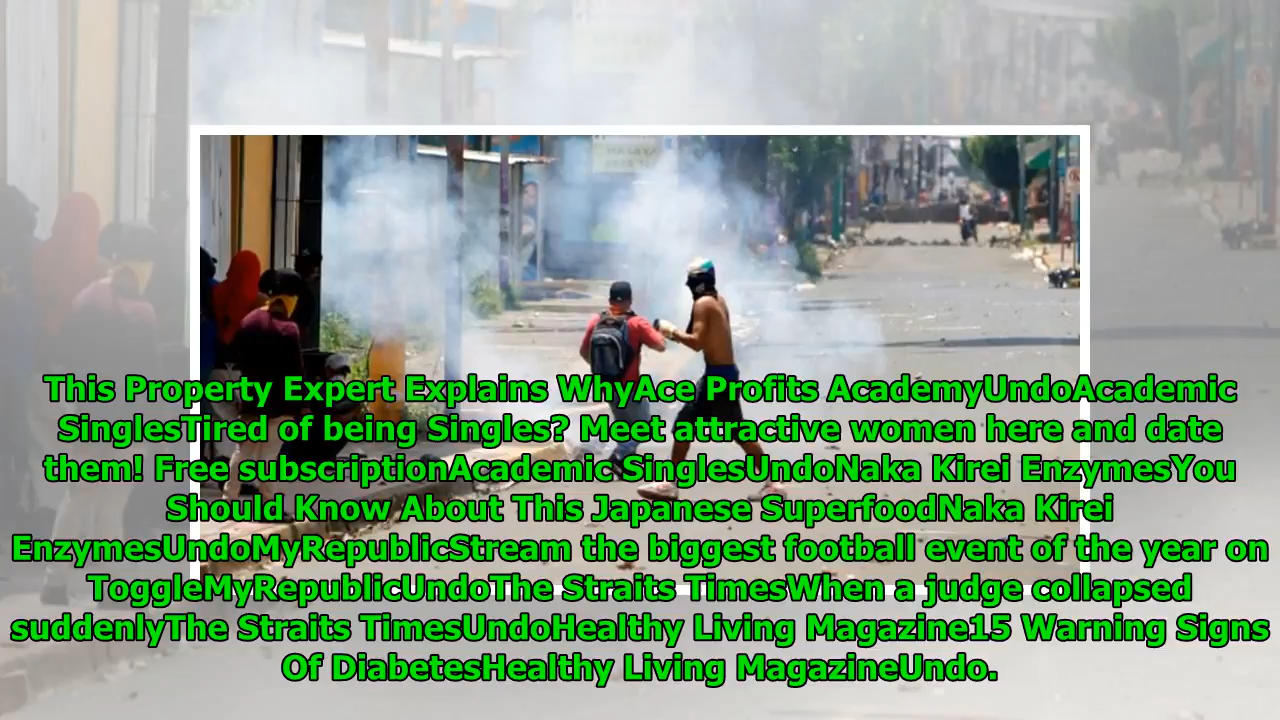 This Property Expert Explains WhyAce Profits AcademyUndoAcademic
SinglesTired of being Singles? Meet attractive women here and date
them! Free subscriptionAcademic SinglesUndoNaka Kirei EnzymesYou
Should Know About This Japanese SuperfoodNaka Kirei
EnzymesUndoMyRepublicStream the biggest football event of the year on
ToggleMyRepublicUndoThe Straits TimesWhen a judge collapsed
suddenlyThe Straits TimesUndoHealthy Living Magazine15 Warning Signs
Of DiabetesHealthy Living MagazineUndo.